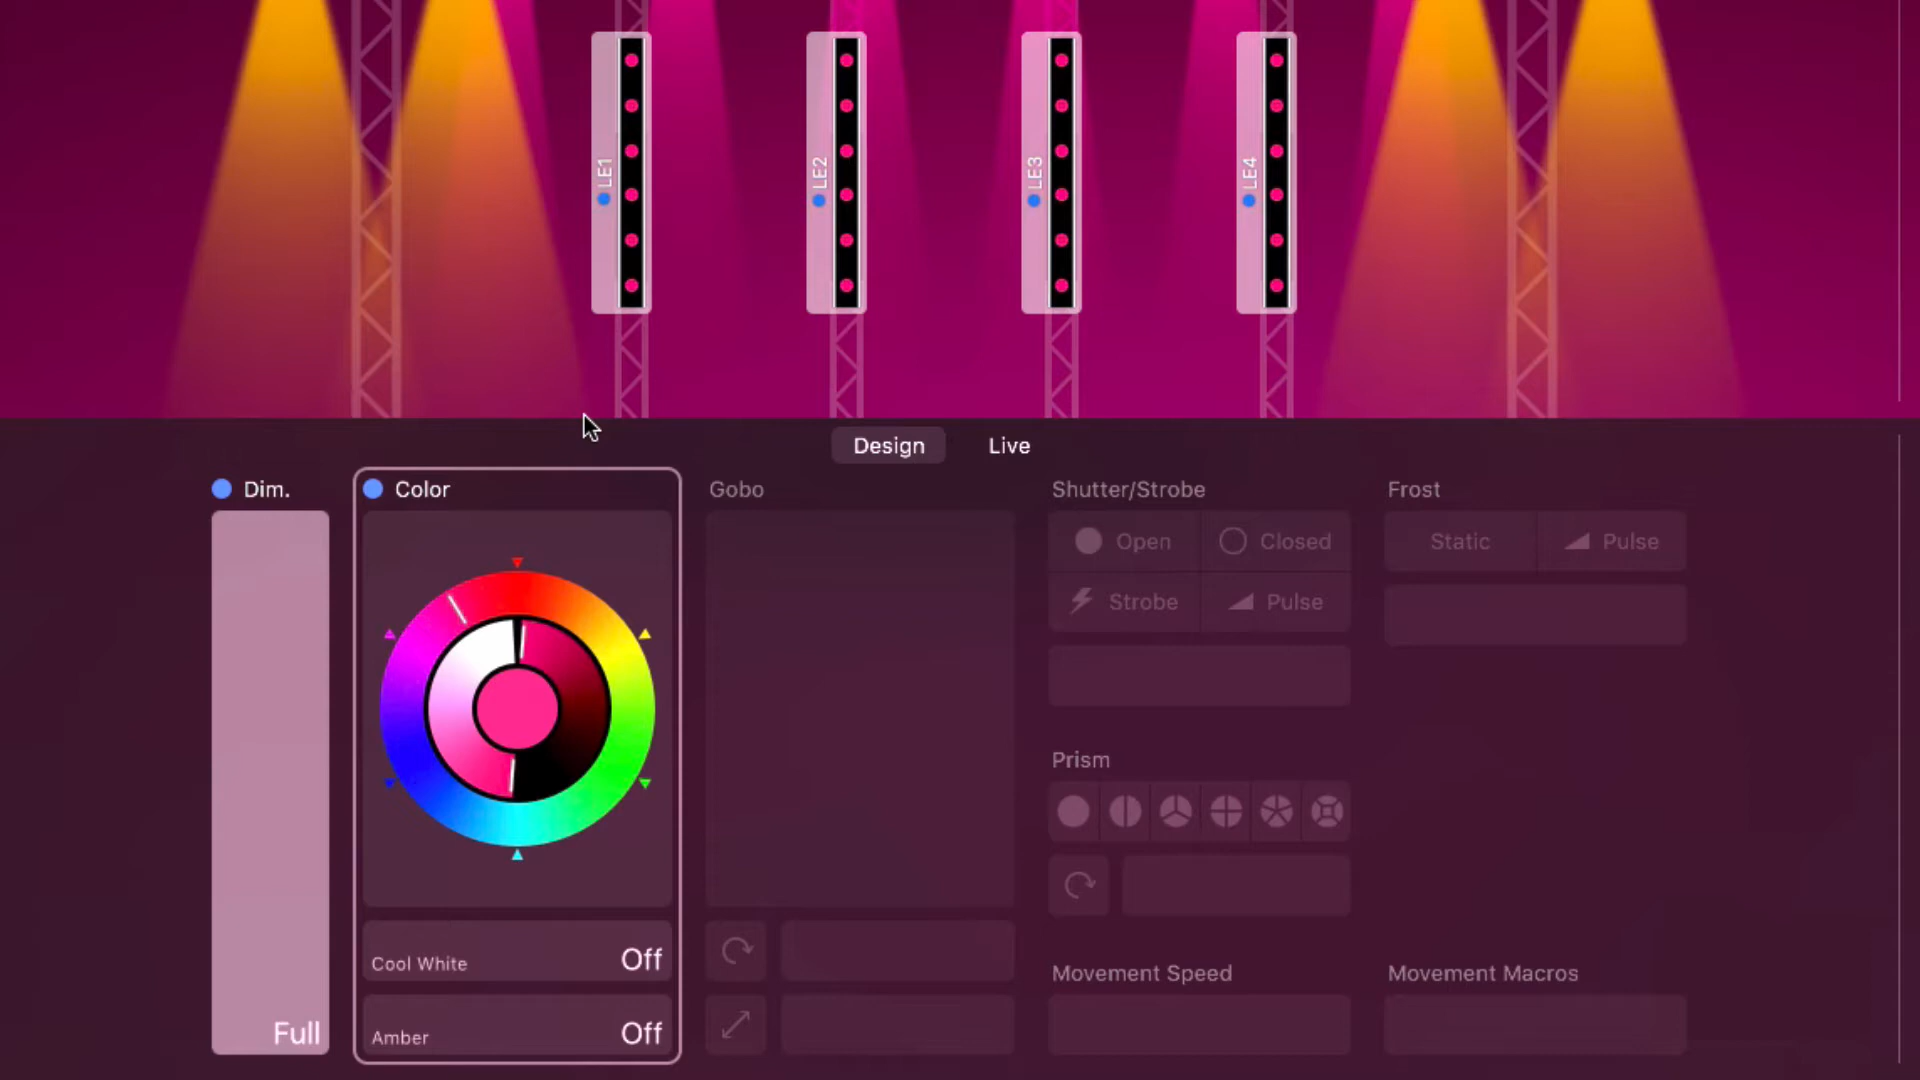 LE1
LE2
LE3
LE4
Design
Live
Dim.
Color
Gobo
Shutter/Strobe
Frost
Open
Closed
Static
Pulse
Strobe
Pulse
Prism
Cool White
Off
Movement Speed
Movement Macros
Full
Amber
Off